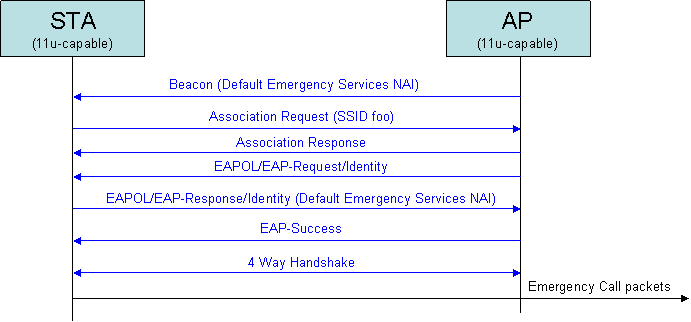 STA
(11u-capable)
AP
(11u-capable)
Beacon (Default Emergency Services NAI)
Association Request (SSID foo)
Association Response
EAPOL/EAP-Request/Identity
EAPOL/EAP-Response/Identity (Default Emergency Services NAI)
EAP-Success
4 Way Handshake
Emergency Call packets